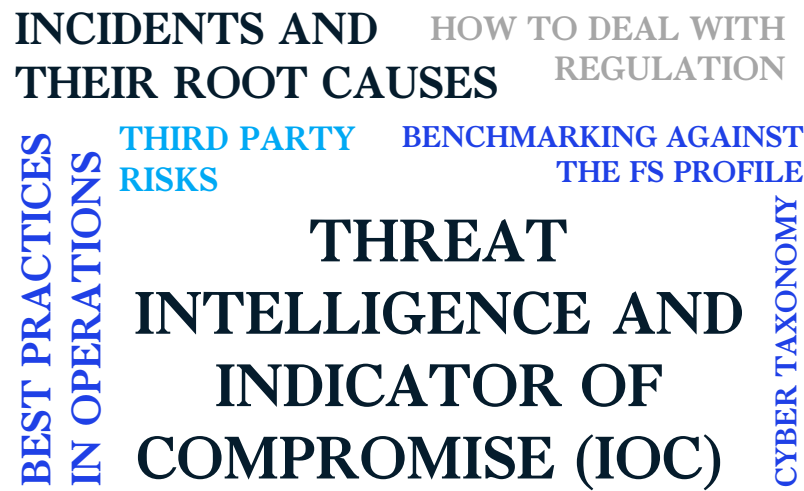 INCIDENTS AND
THEIR ROOT CAUSES
HOW TO DEAL WITH
REGULATION
THIRD PARTY
RISKS
BENCHMARKING AGAINST
THE FS PROFILE
BEST PRACTICES
IN OPERATIONS
THREAT
INTELLIGENCE AND
INDICATOR OF
COMPROMISE (IOC)
CYBER TAXONOMY